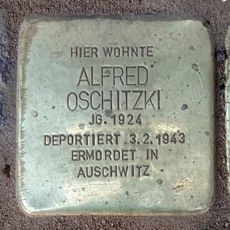 HIER WOHNTE
ALFRED
OSCHITZKI
JG. 1924
DEPORTIERT 3.2.1943
ERMORDET IN
AUSCHWITZ